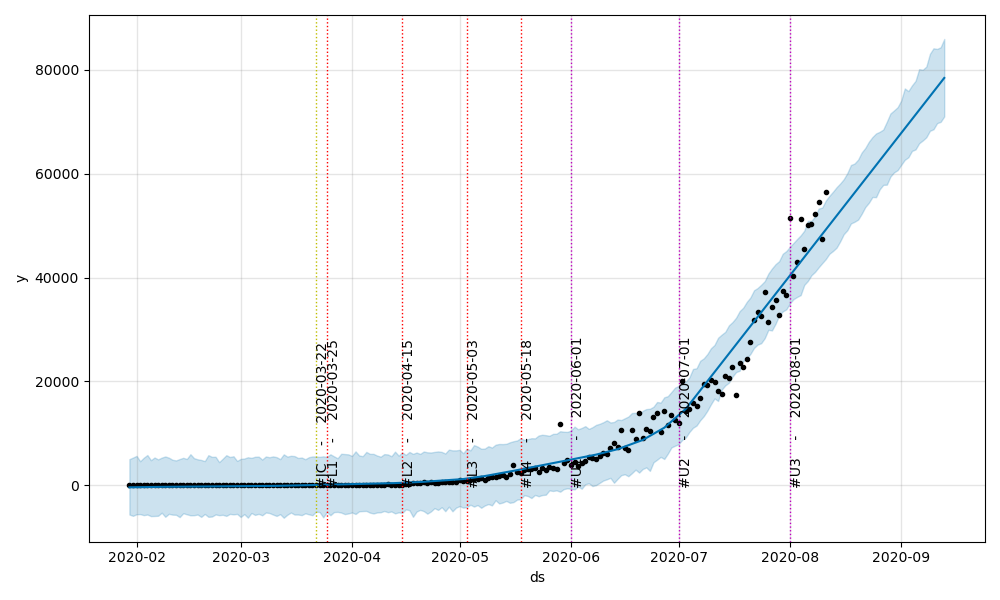 80000
60000
40000
20000
0
y
#JC - 2020-03-22
#L1 - 2020-03-25
#L2 - 2020-04-15
#L3 - 2020-05-03
#L4 - 2020-05-18
- 2020-06-01
#U2 - 2020-07-01
#U3 - 2020-08-01
2020-02
2020-03
2020-04
2020-05
2020-06
2020-07
2020-08
2020-09
ds